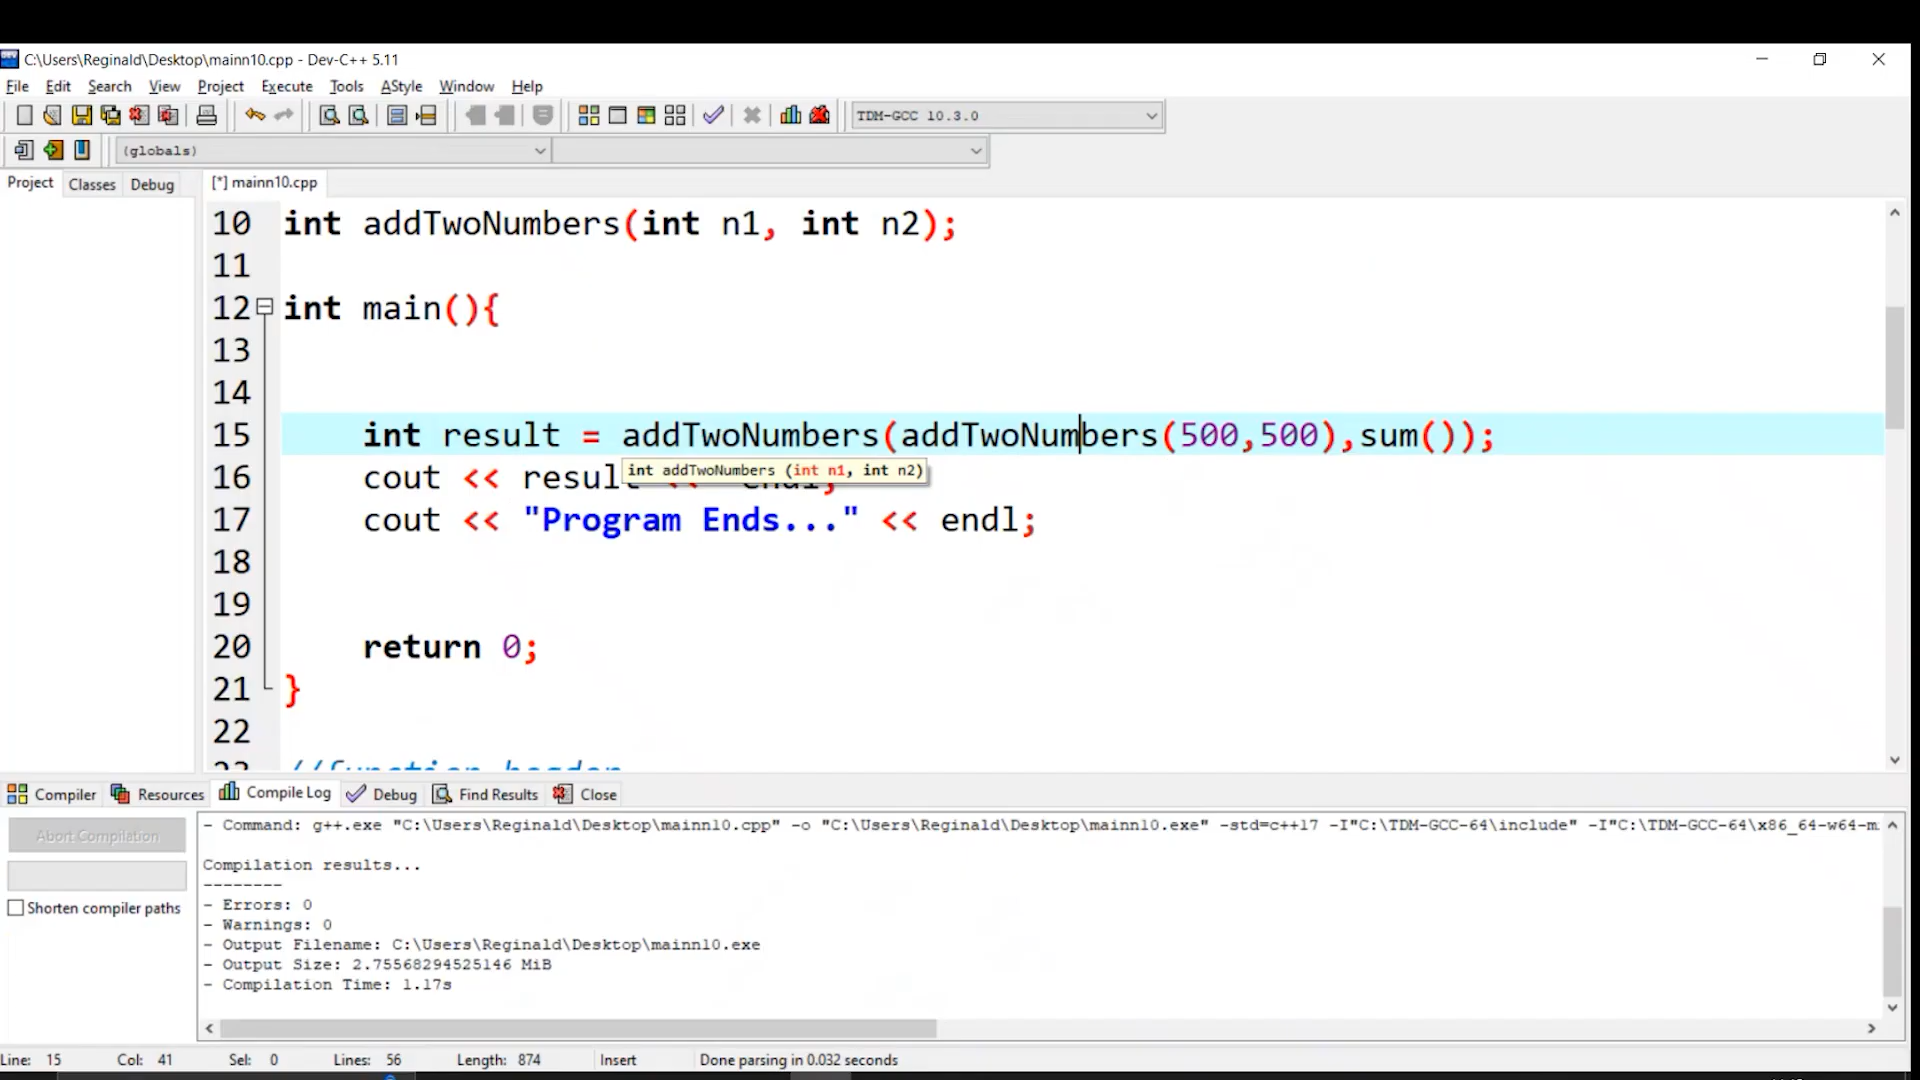 C:\Users\Reginald\Desktop\mainn10.cpp - Dev-C++ 5.11
File Edit Search View Project Execute Tools AStyle Window Help
TDM-GCC 10.3.0
(globals)
Project Classes Debug [*] mainn10.cpp
10 int addTwoNumbers(int n1, int n2);
11
12 int main(){
13
14
15 int result = addTwoNumbers(addTwoNumbers(500,500),sum());
int addTwoNumbers (int n1, int n2)
16 cout << result << endl;
17 cout << "Program Ends..." << endl;
18
19
20 return 0;
21 }
22
23 //function header
Compiler Resources Compile Log Debug Find Results Close
Abort Compilation
Shorten compiler paths
- Command: g++.exe "C:\Users\Reginald\Desktop\mainn10.cpp" -o "C:\Users\Reginald\Desktop\mainn10.exe" -std=c++17 -I"C:\TDM-GCC-64\include" -I"C:\TDM-GCC-64\x86_64-w64-m
Compilation results...
--------
- Errors: 0
- Warnings: 0
- Output Filename: C:\Users\Reginald\Desktop\mainn10.exe
- Output Size: 2.75568294525146 MiB
- Compilation Time: 1.17s
Line: 15 Col: 41 Sel: 0 Lines: 56 Length: 874 Insert Done parsing in 0.032 seconds